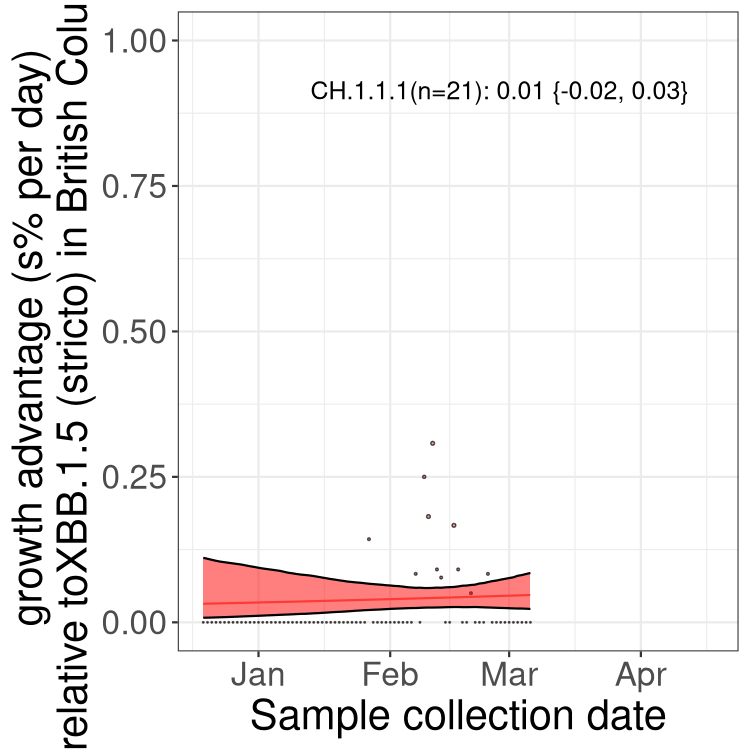 growth advantage (s% per day)
relative toXBB.1.5 (stricto) in British Colu
1.00
0.75
0.50
0.25
0.00
CH.1.1.1(n=21): 0.01 {-0.02, 0.03}
Jan Feb Mar Apr
Sample collection date